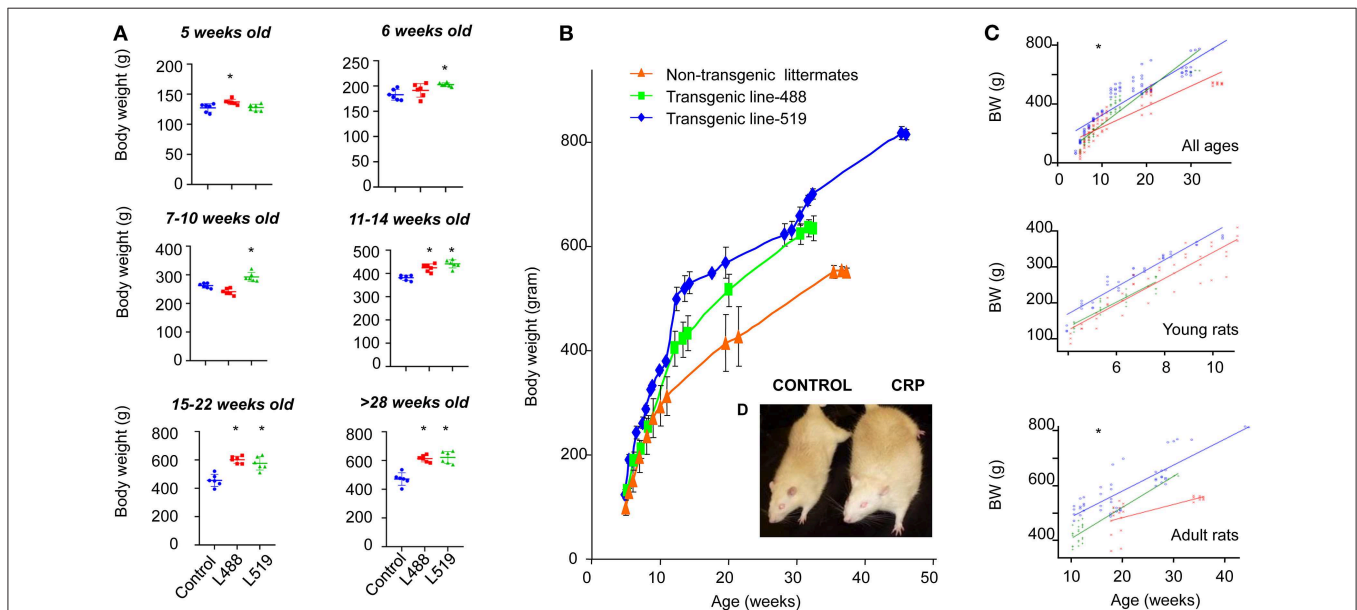 A
5 weeks old
6 weeks old
Body weight (g)
200
150
100
50
0
*
250
200
150
100
50
0
*
7-10 weeks old
11-14 weeks old
Body weight (g)
400
300
200
100
0
*
500
400
300
200
100
0
* *
15-22 weeks old
>28 weeks old
Body weight (g)
800
600
400
200
0
* *
800
600
400
200
0
* *
Control
L488
L519
Control
L488
L519
B
Non-transgenic littermates
Transgenic line-488
Transgenic line-519
Body weight (gram)
800
600
400
200
0
0 10 20 30 40 50
Age (weeks)
CONTROL CRP
D
C
BW (g)
800
600
400
200
0
*
All ages
0 10 20 30
BW (g)
400
300
200
100
Young rats
6 8 10
BW (g)
800
600
400
*
Adult rats
10 20 30 40
Age (weeks)